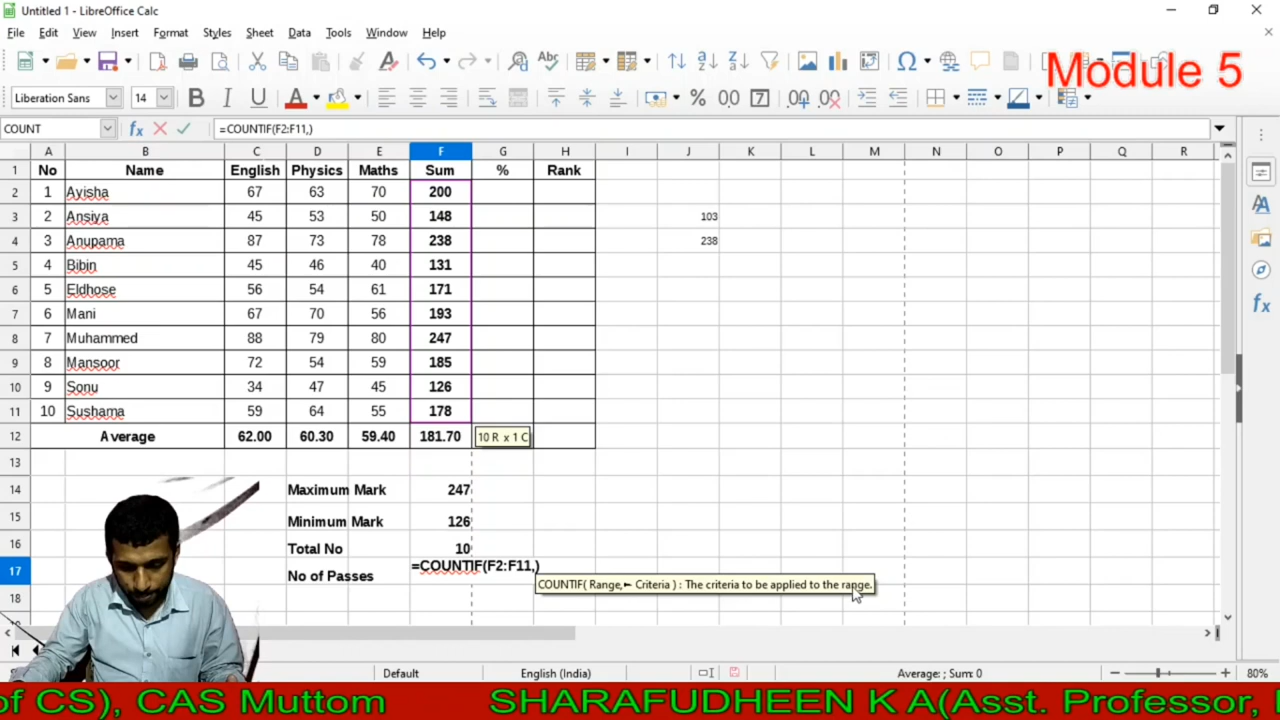 Untitled 1 - LibreOffice Calc
File Edit View Insert Format Styles Sheet Data Tools Window Help
Module 5
Liberation Sans 14
COUNT =COUNTIF(F2:F11,)
A B C D E F G H I J K L M N O P Q R
1 No Name English Physics Maths Sum % Rank
2 1 Ayisha 67 63 70 200
3 2 Ansiya 45 53 50 148 103
4 3 Anupama 87 73 78 238 238
5 4 Bibin 45 46 40 131
6 5 Eldhose 56 54 61 171
7 6 Mani 67 70 56 193
8 7 Muhammed 88 79 80 247
9 8 Mansoor 72 54 59 185
10 9 Sonu 34 47 45 126
11 10 Sushama 59 64 55 178
12 Average 62.00 60.30 59.40 181.70 10 R x 1 C
13
14 Maximum Mark 247
15 Minimum Mark 126
16 Total No 10
17 No of Passes =COUNTIF(F2:F11,)
COUNTIF( Range, Criteria ) : The criteria to be applied to the range.
18
Default English (India) Average: ; Sum: 0 80%
of CS), CAS Muttom SHARAFUDHEEN K A(Asst. Professor,